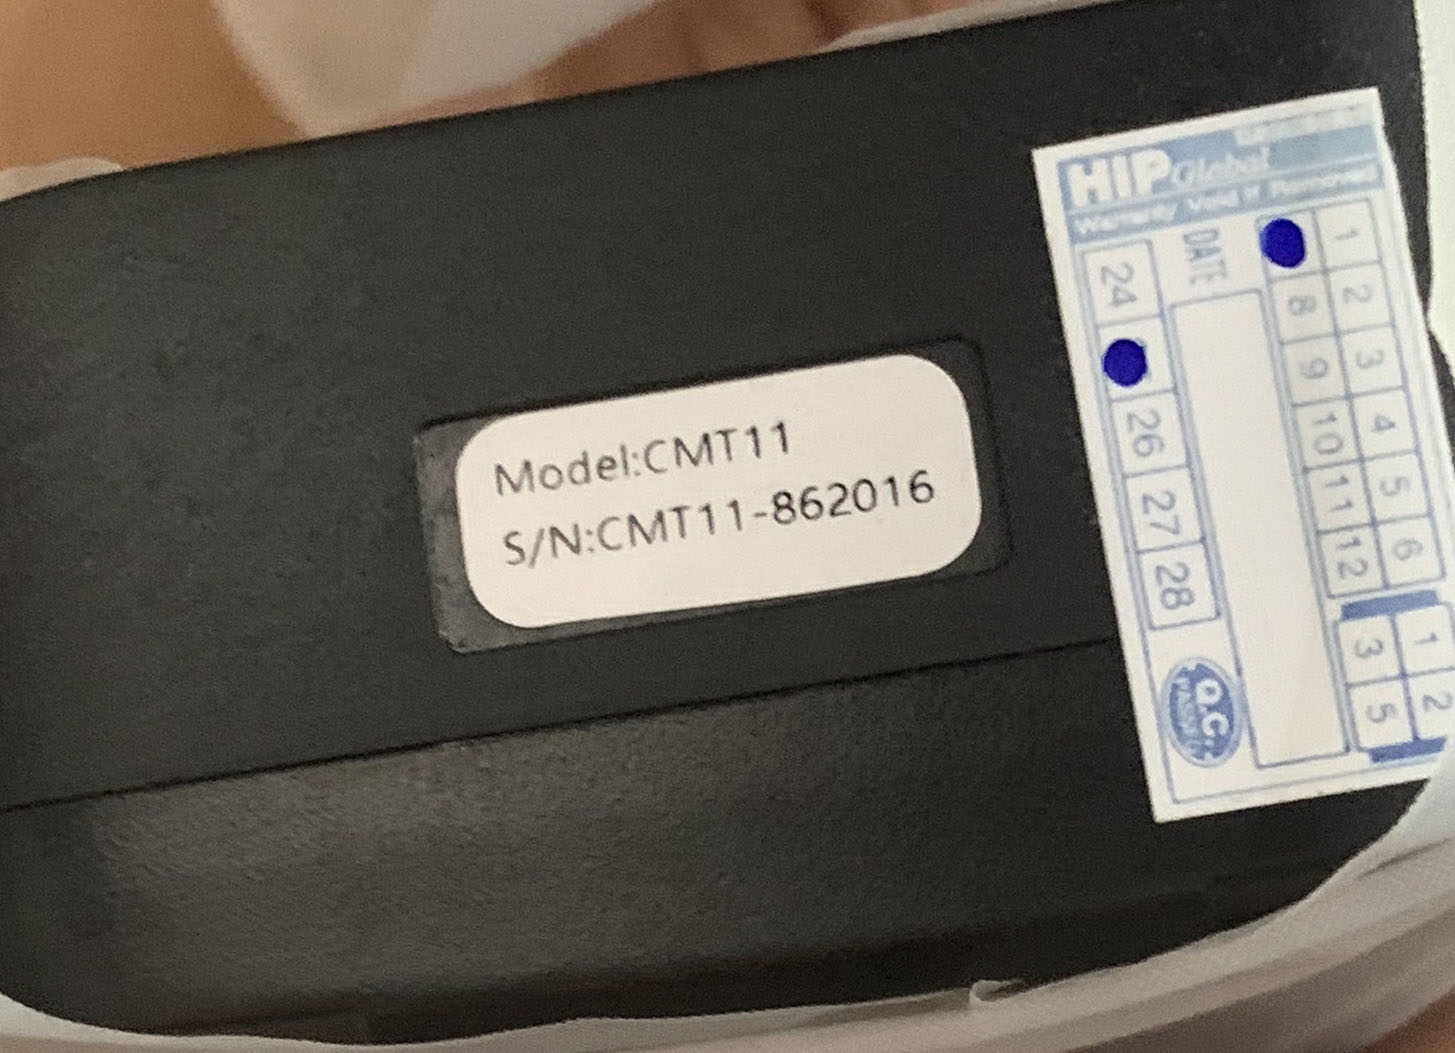 Model:CMT11
S/N:CMT11-862016
HIP Global
Warranty Void If Removed
DATE
1 2 3 4 5 6
8 9 10 11 12
24 26 27 28
1 2
3 5
Q.C